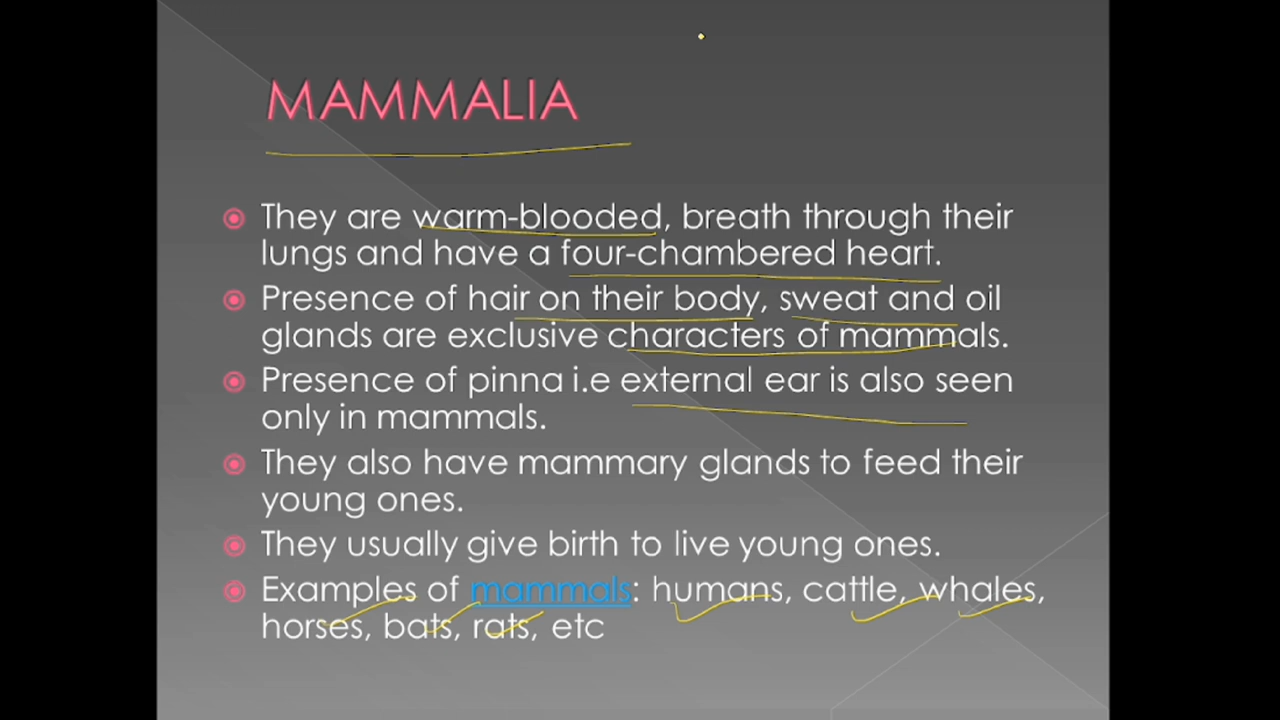 MAMMALIA
They are warm-blooded, breath through their
lungs and have a four-chambered heart.
Presence of hair on their body, sweat and oil
glands are exclusive characters of mammals.
Presence of pinna i.e external ear is also seen
only in mammals.
They also have mammary glands to feed their
young ones.
They usually give birth to live young ones.
Examples of mammals: humans, cattle, whales,
horses, bats, rats, etc